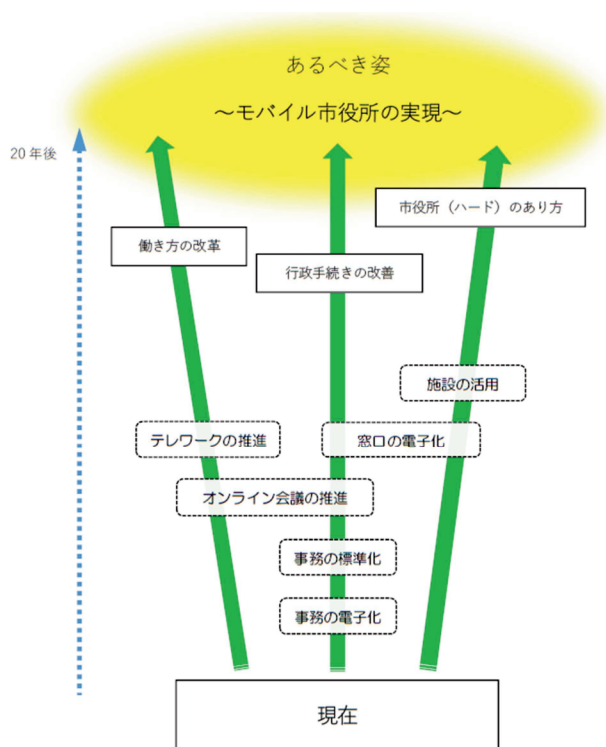 あるべき姿
～モバイル市役所の実現～
20年後
市役所（ハード）のあり方
働き方の改革
行政手続きの改善
施設の活用
テレワークの推進
窓口の電子化
オンライン会議の推進
事務の標準化
事務の電子化
現在